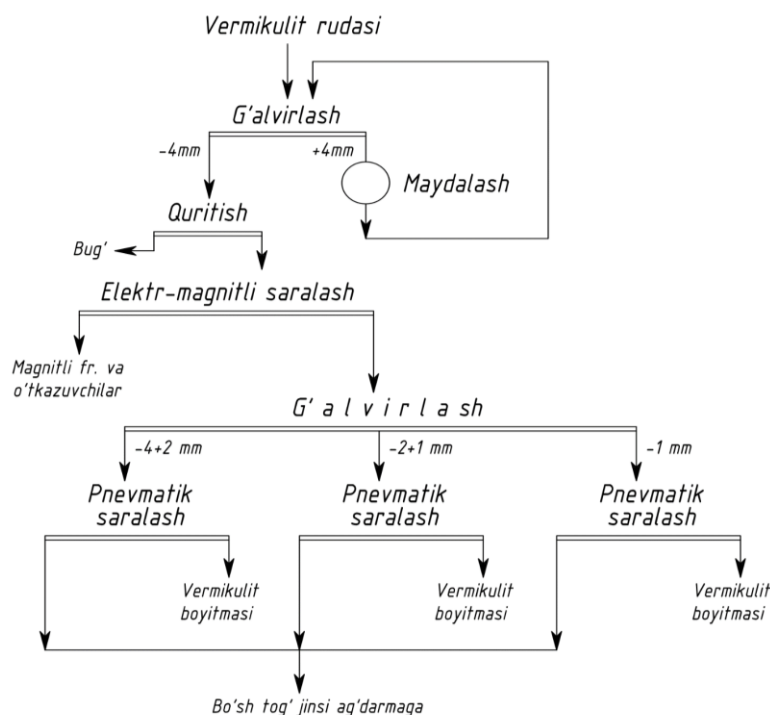 Vermikulit rudasi
G'alvirlash
-4mm
+4mm
Maydalash
Quritish
Bug'
Elektr-magnitli saralash
Magnitli fr. va
o'tkazuvchilar
G' a l v i r l a s h
-4+2 mm
-2+1 mm
-1 mm
Pnevmatik
saralash
Pnevmatik
saralash
Pnevmatik
saralash
Vermikulit
boyitmasi
Vermikulit
boyitmasi
Vermikulit
boyitmasi
Bo'sh tog' jinsi ag'darmaga